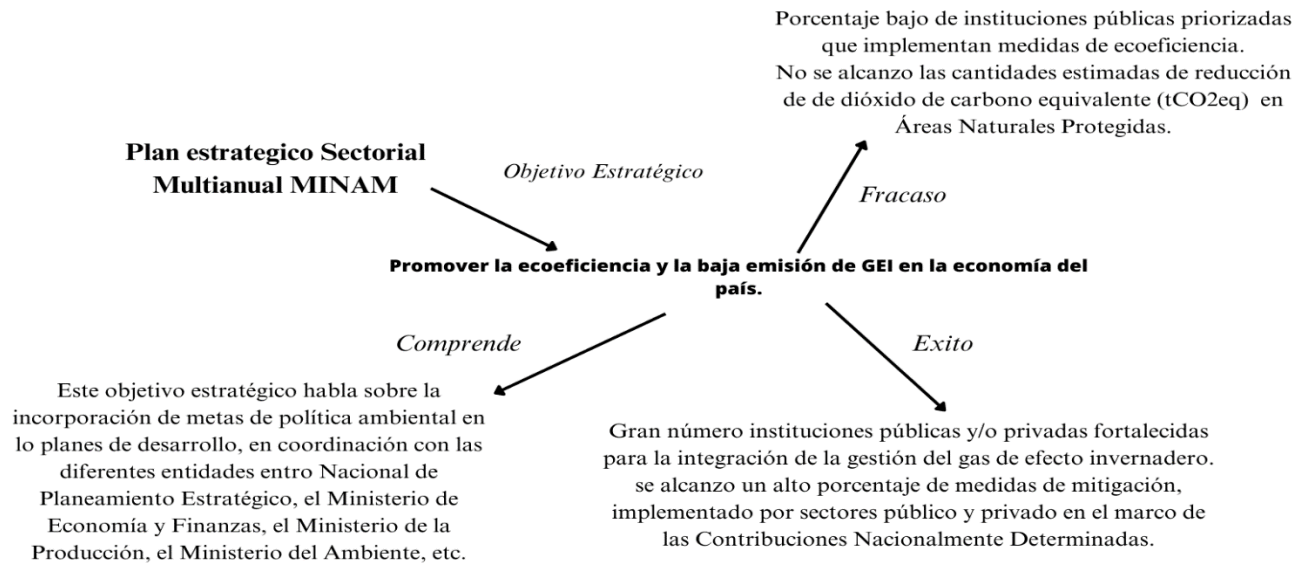 Plan estrategico Sectorial
Multianual MINAM
Objetivo Estratégico
Porcentaje bajo de instituciones públicas priorizadas
que implementan medidas de ecoeficiencia.
No se alcanzo las cantidades estimadas de reducción
de de dióxido de carbono equivalente (tCO2eq) en
Áreas Naturales Protegidas.
Fracaso
Promover la ecoeficiencia y la baja emisión de GEI en la economía del
país.
Comprende
Exito
Este objetivo estratégico habla sobre la
incorporación de metas de política ambiental en
lo planes de desarrollo, en coordinación con las
diferentes entidades entro Nacional de
Planeamiento Estratégico, el Ministerio de
Economía y Finanzas, el Ministerio de la
Producción, el Ministerio del Ambiente, etc.
Gran número instituciones públicas y/o privadas fortalecidas
para la integración de la gestión del gas de efecto invernadero.
se alcanzo un alto porcentaje de medidas de mitigación,
implementado por sectores público y privado en el marco de
las Contribuciones Nacionalmente Determinadas.